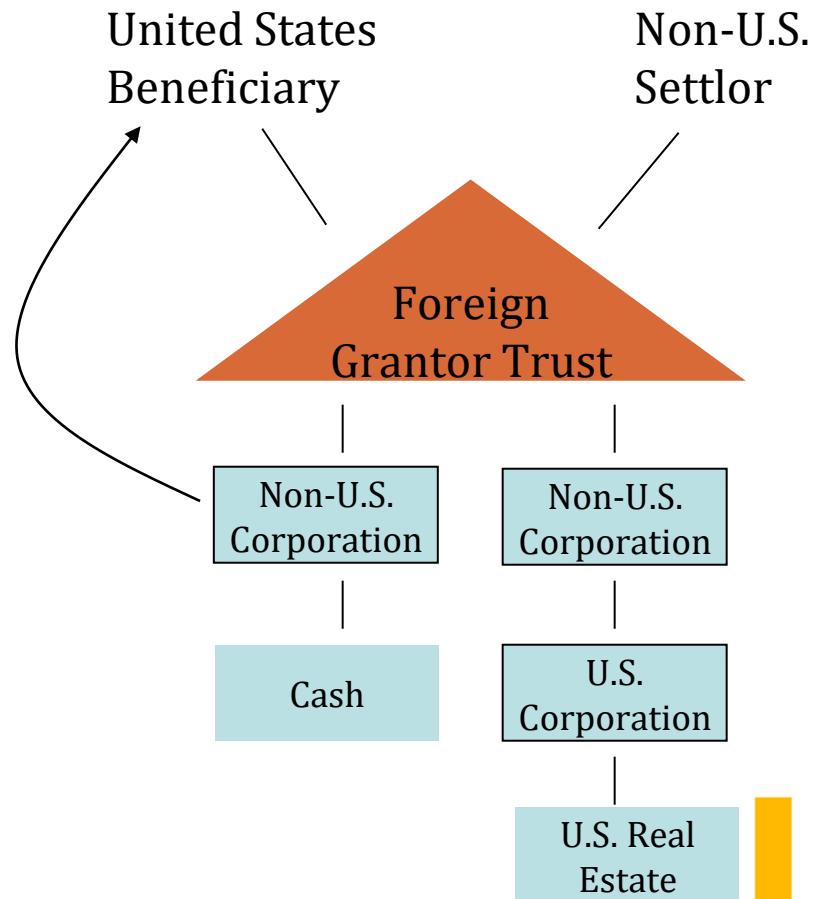 United States
Beneficiary
Non-U.S.
Settlor
Foreign
Grantor Trust
Non-U.S.
Corporation
Non-U.S.
Corporation
Cash
U.S.
Corporation
U.S. Real
Estate